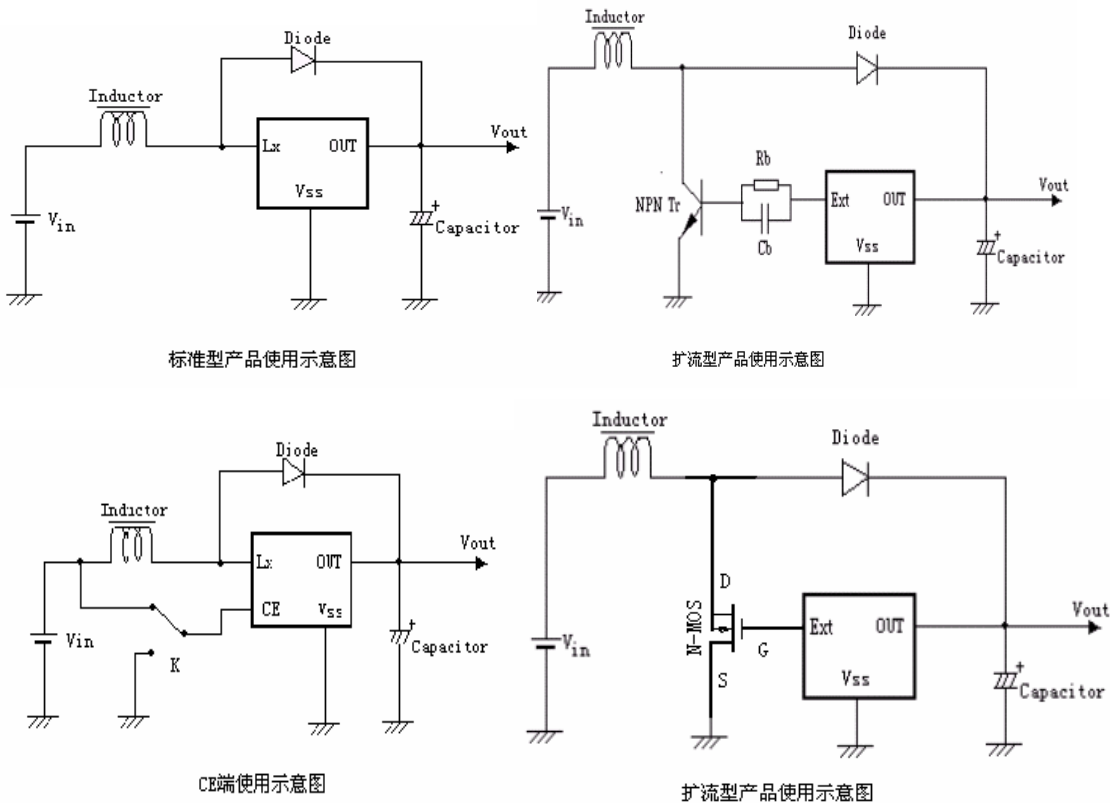 Diode
Inductor
Lx
OUT
Vss
Vout
Vin
+
Capacitor
标准型产品使用示意图
Inductor
Diode
Rb
Cb
NPN Tr
Ext
OUT
Vss
Vout
Vin
+
Capacitor
扩流型产品使用示意图
Diode
Inductor
Lx
OUT
CE
Vss
Vout
Vin
K
+
Capacitor
CE端使用示意图
Inductor
Diode
D
N-MOS
G
S
Ext
OUT
Vss
Vout
Vin
+
Capacitor
扩流型产品使用示意图